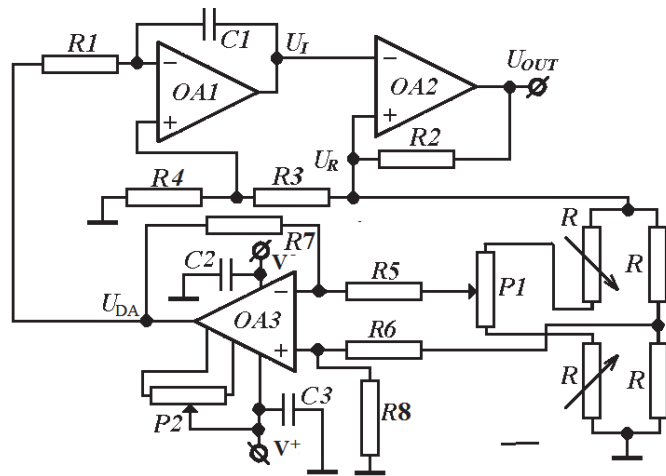 R1
C1
U_I
−
OA1
+
−
OA2
+
U_OUT
R2
U_R
R4
R3
R7
C2
V⁻
R5
P1
R
R
U_DA
OA3
−
+
R6
R
R
P2
C3
R8
V⁺